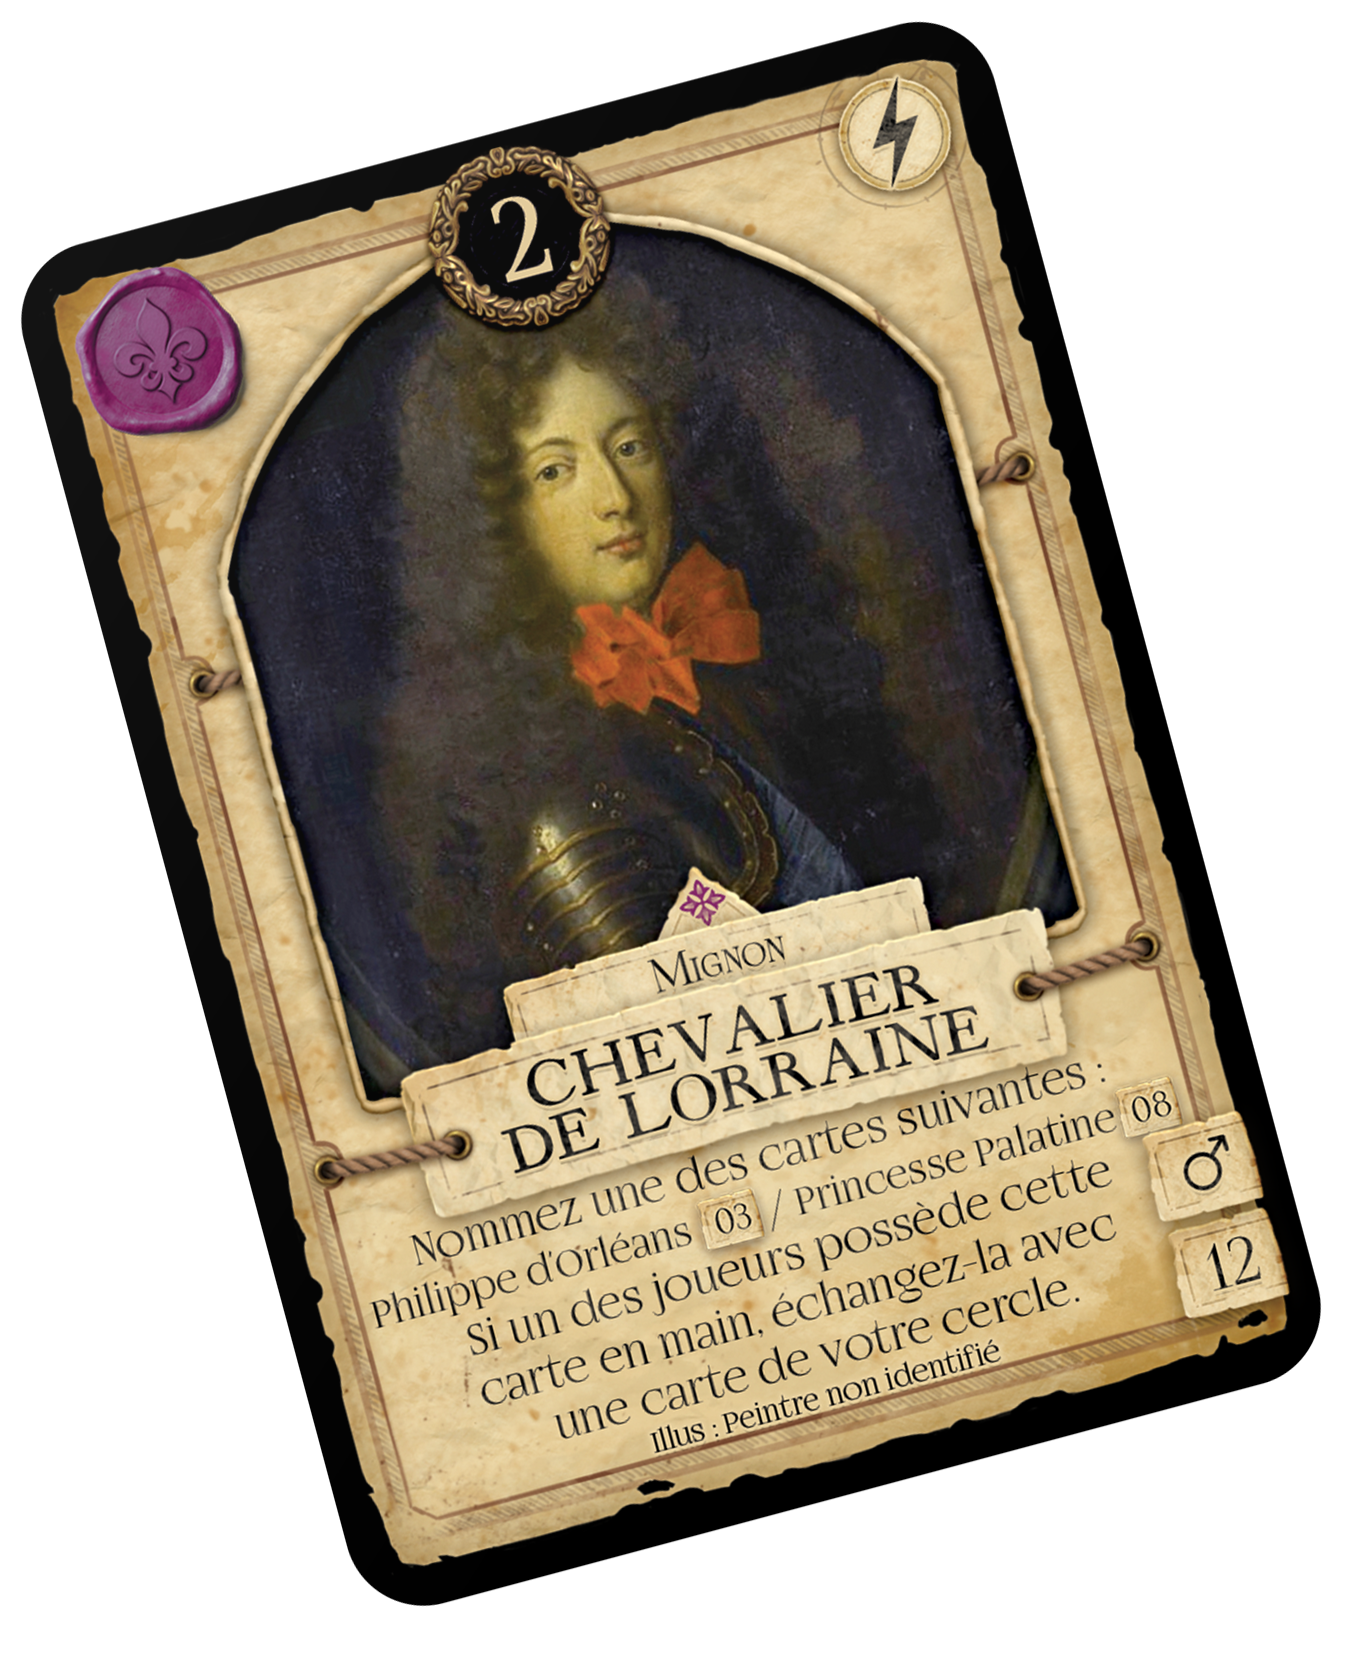 2
Mignon
CHEVALIER
DE LORRAINE
Nommez une des cartes suivantes :
Philippe d'Orléans 03 / Princesse Palatine 08
Si un des joueurs possède cette
carte en main, échangez-la avec
une carte de votre cercle.
Illus : Peintre non identifié
12